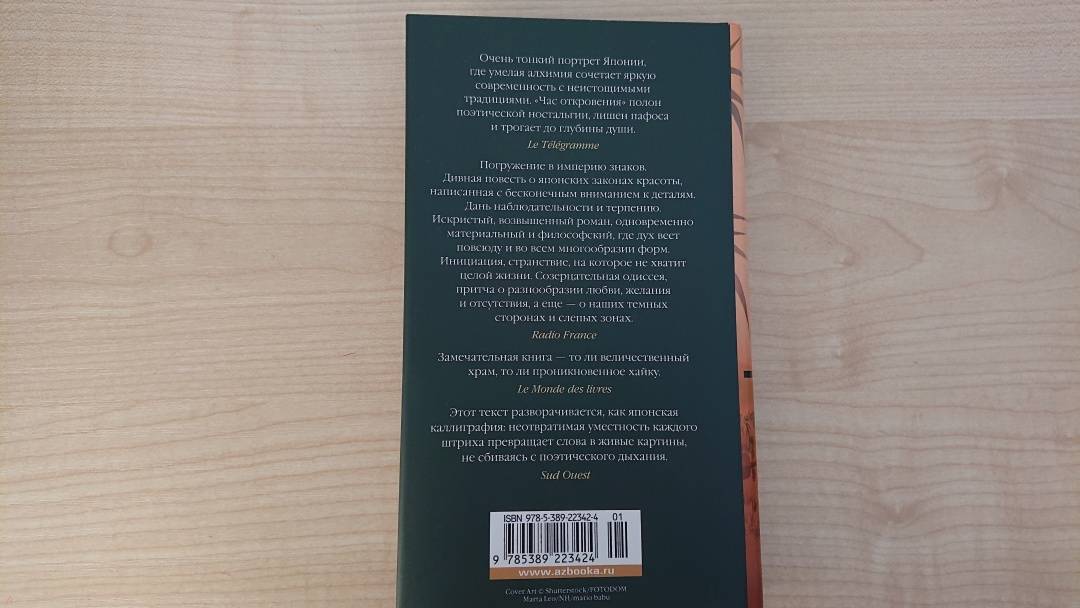 Очень тонкий портрет Японии,
где умелая алхимия сочетает яркую
современность с неистощимыми
традициями. «Час откровения» полон
поэтической ностальгии, лишен пафоса
и трогает до глубины души.
Le Télégramme
Погружение в империю знаков.
Дивная повесть о японских законах красоты,
написанная с бесконечным вниманием к деталям.
Дань наблюдательности и терпению.
Искристый, возвышенный роман, одновременно
материальный и философский, где дух веет
повсюду и во всем многообразии форм.
Инициация, странствие, на которое не хватит
целой жизни. Созерцательная одиссея,
притча о разнообразии любви, желания
и отсутствия, а еще — о наших темных
сторонах и слепых зонах.
Radio France
Замечательная книга — то ли величественный
храм, то ли проникновенное хайку.
Le Monde des livres
Этот текст разворачивается, как японская
каллиграфия: неотвратимая уместность каждого
штриха превращает слова в живые картины,
не сбиваясь с поэтического дыхания.
Sud Ouest
ISBN 978-5-389-22342-4 01
9 785389 223424
www.azbooka.ru
Cover Art © Shutterstock/FOTODOM
Marta Leo/NH/mario babu